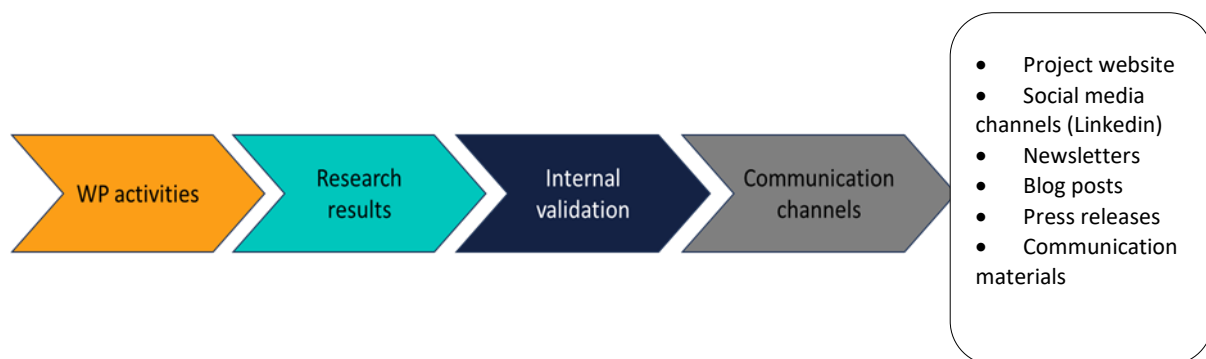 WP activities
Research
results
Internal
validation
Communication
channels
• Project website
• Social media
channels (Linkedin)
• Newsletters
• Blog posts
• Press releases
• Communication
materials